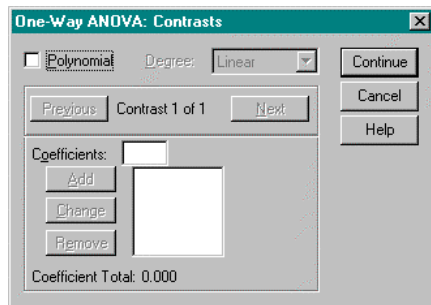 One-Way ANOVA: Contrasts
Polynomial Degree: Linear Continue
Previous Contrast 1 of 1 Next Cancel
Help
Coefficients:
Add
Change
Remove
Coefficient Total: 0.000